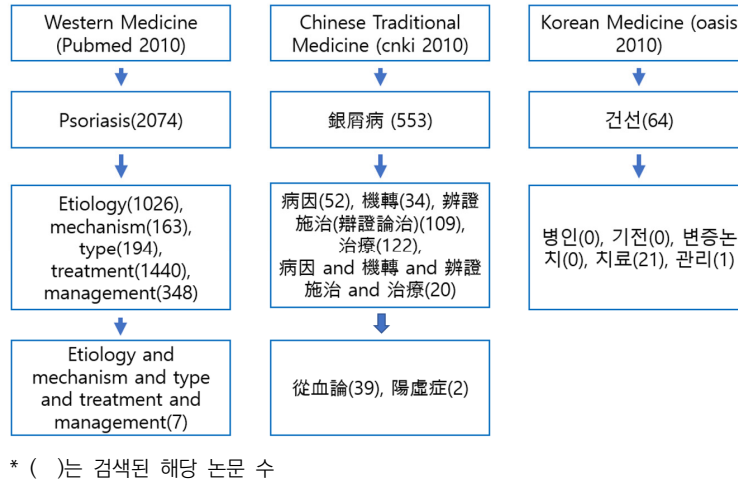 Western Medicine
(Pubmed 2010)
Psoriasis(2074)
Etiology(1026),
mechanism(163),
type(194),
treatment(1440),
management(348)
Etiology and
mechanism and type
and treatment and
management(7)
Chinese Traditional
Medicine (cnki 2010)
銀屑病 (553)
病因(52), 機轉(34), 辨證
施治(辯證論治)(109),
治療(122),
病因 and 機轉 and 辨證
施治 and 治療(20)
從血論(39), 陽虛症(2)
Korean Medicine (oasis
2010)
건선(64)
병인(0), 기전(0), 변증논
치(0), 치료(21), 관리(1)
* ( )는 검색된 해당 논문 수